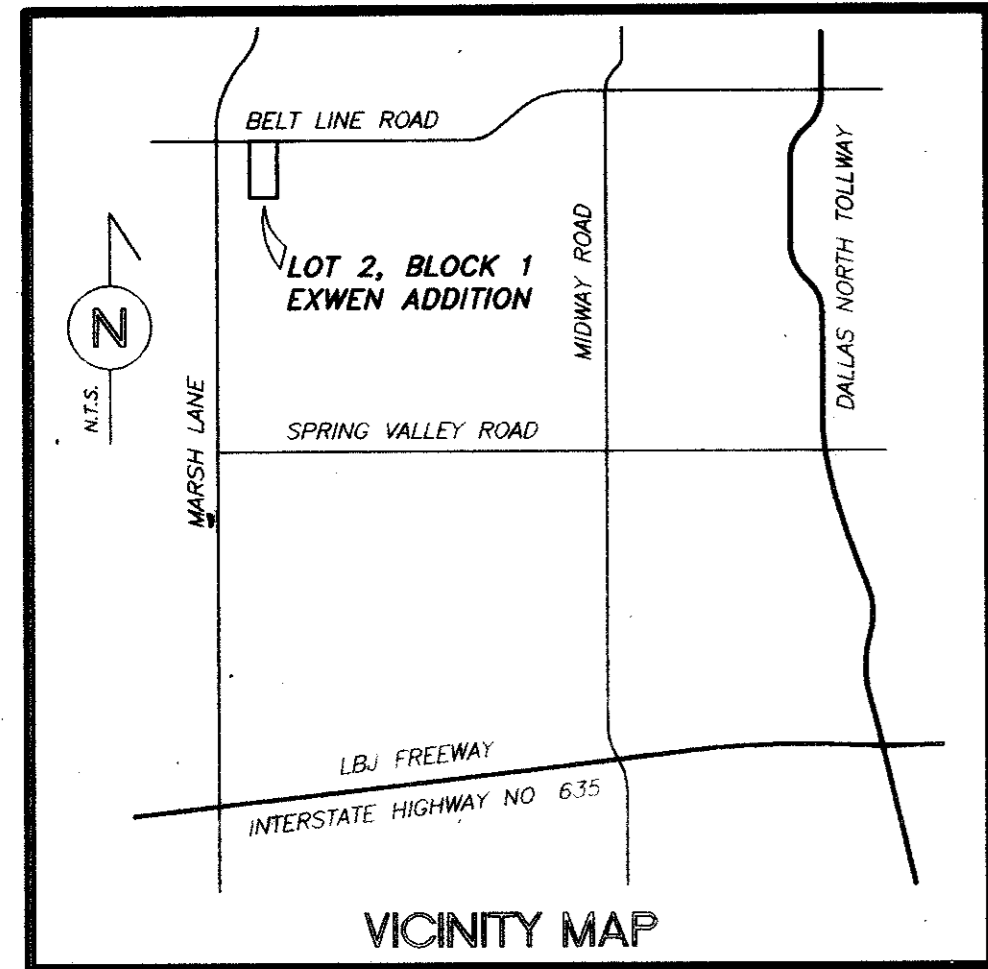 BELT LINE ROAD
LOT 2, BLOCK 1
EXWEN ADDITION
MIDWAY ROAD
DALLAS NORTH TOLLWAY
N
N.T.S.
MARSH LANE
SPRING VALLEY ROAD
LBJ FREEWAY
INTERSTATE HIGHWAY NO 635
VICINITY MAP